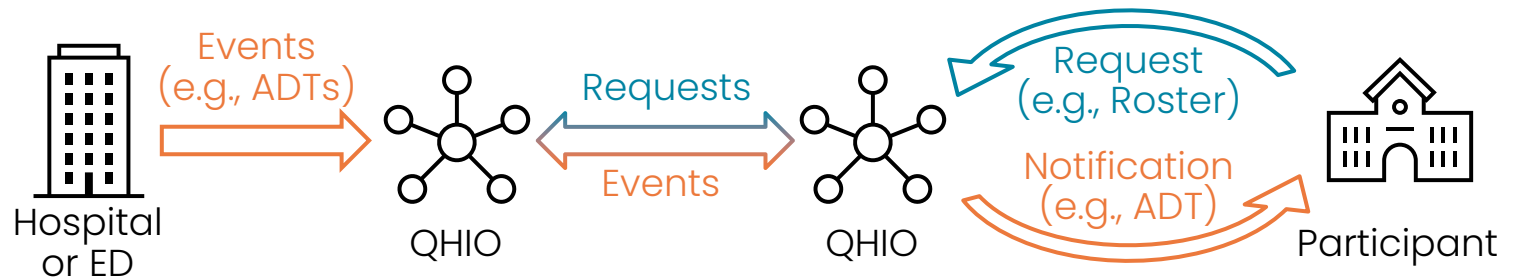 Events
(e.g., ADTs)
Hospital
or ED
QHIO
Requests
Events
QHIO
Request
(e.g., Roster)
Notification
(e.g., ADT)
Participant